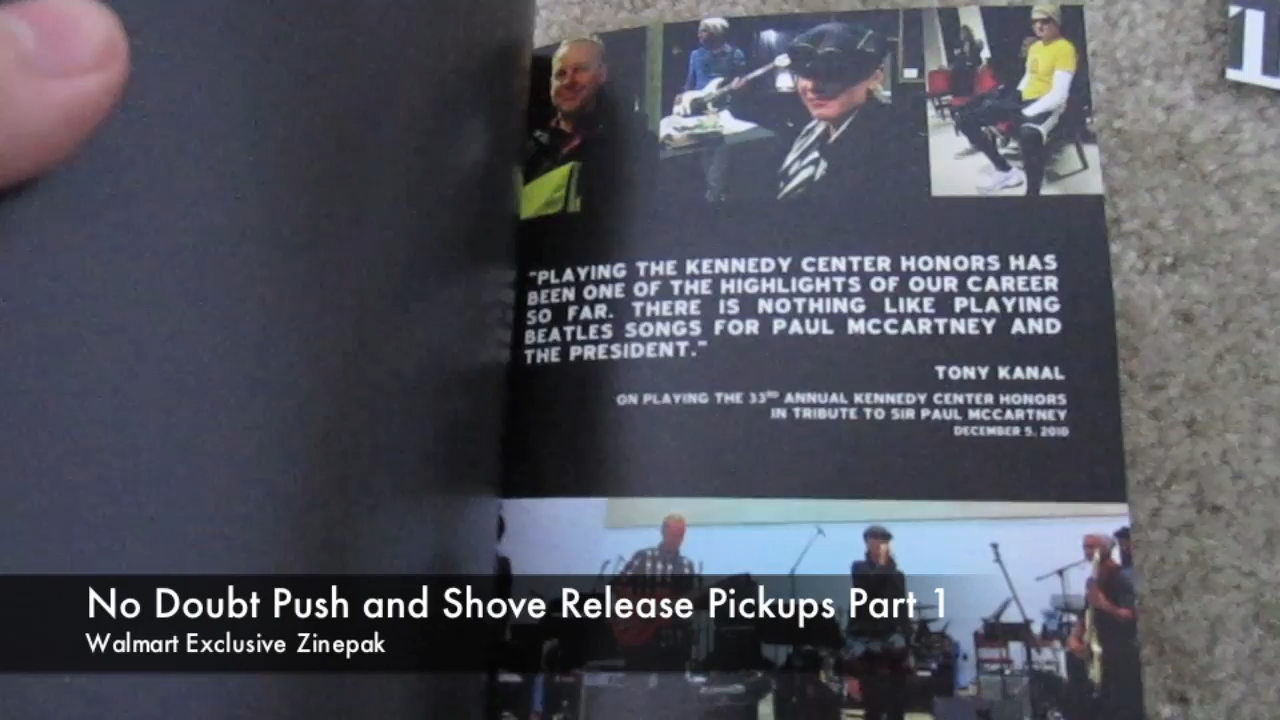 "PLAYING THE KENNEDY CENTER HONORS HAS
BEEN ONE OF THE HIGHLIGHTS OF OUR CAREER
SO FAR. THERE IS NOTHING LIKE PLAYING
BEATLES SONGS FOR PAUL MCCARTNEY AND
THE PRESIDENT."
TONY KANAL
ON PLAYING THE 33RD ANNUAL KENNEDY CENTER HONORS
IN TRIBUTE TO SIR PAUL MCCARTNEY
DECEMBER 5, 2010
No Doubt Push and Shove Release Pickups Part 1
Walmart Exclusive Zinepak